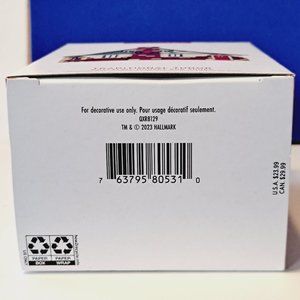 For decorative use only. Pour usage décoratif seulement.
QXR8129
TM & © 2023 HALLMARK
7 63795 80531 0
U.S.A. $23.99
CAN. $29.99
PAPER PAPER
BOX WRAP